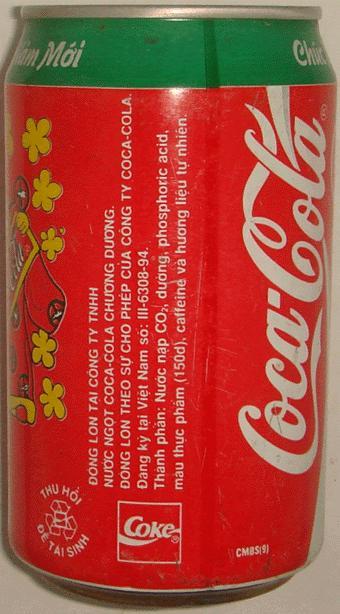 ăm Mới
Chúc
ĐÓNG LON TẠI CÔNG TY TNHH
NƯỚC NGỌT COCA-COLA CHƯƠNG DƯƠNG.
ĐÓNG LON THEO SỰ CHO PHÉP CỦA CÔNG TY COCA-COLA.
Đăng ký tại Việt Nam số: III-6308-94.
Thành phần: Nước nạp CO₂, đường, phosphoric acid,
màu thực phẩm (150d), caffeine và hương liệu tự nhiên.
Coca-Cola®
THU HỒI
ĐỂ TÁI SINH
Coke®
CMBS(9)